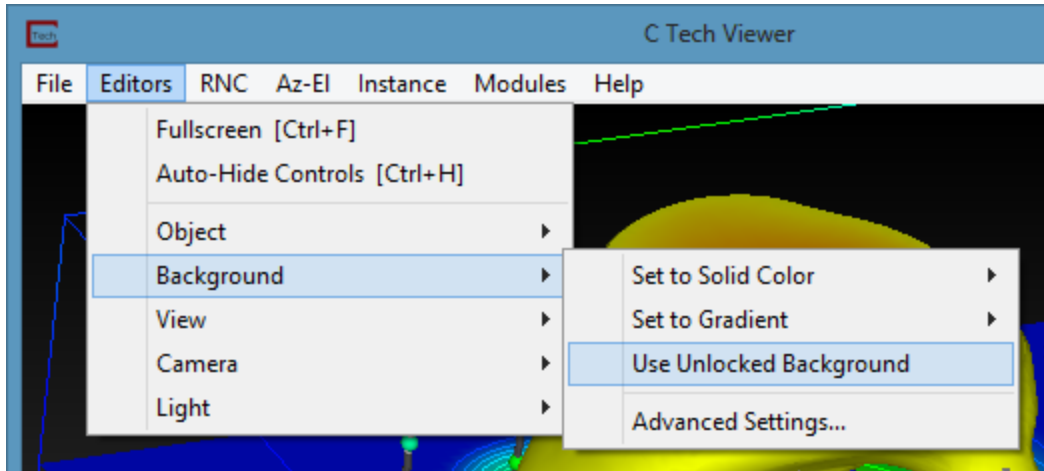 Tech
C Tech Viewer
File Editors RNC Az-El Instance Modules Help
Fullscreen [Ctrl+F]
Auto-Hide Controls [Ctrl+H]
Object
Background
View
Camera
Light
Set to Solid Color
Set to Gradient
Use Unlocked Background
Advanced Settings...